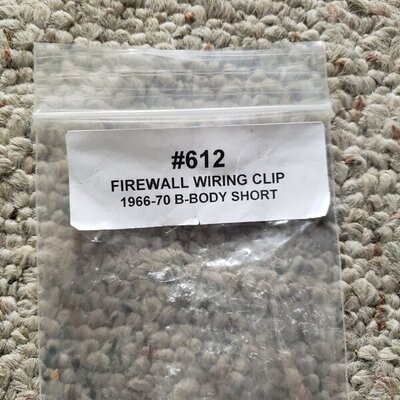 #612
FIREWALL WIRING CLIP
1966-70 B-BODY SHORT